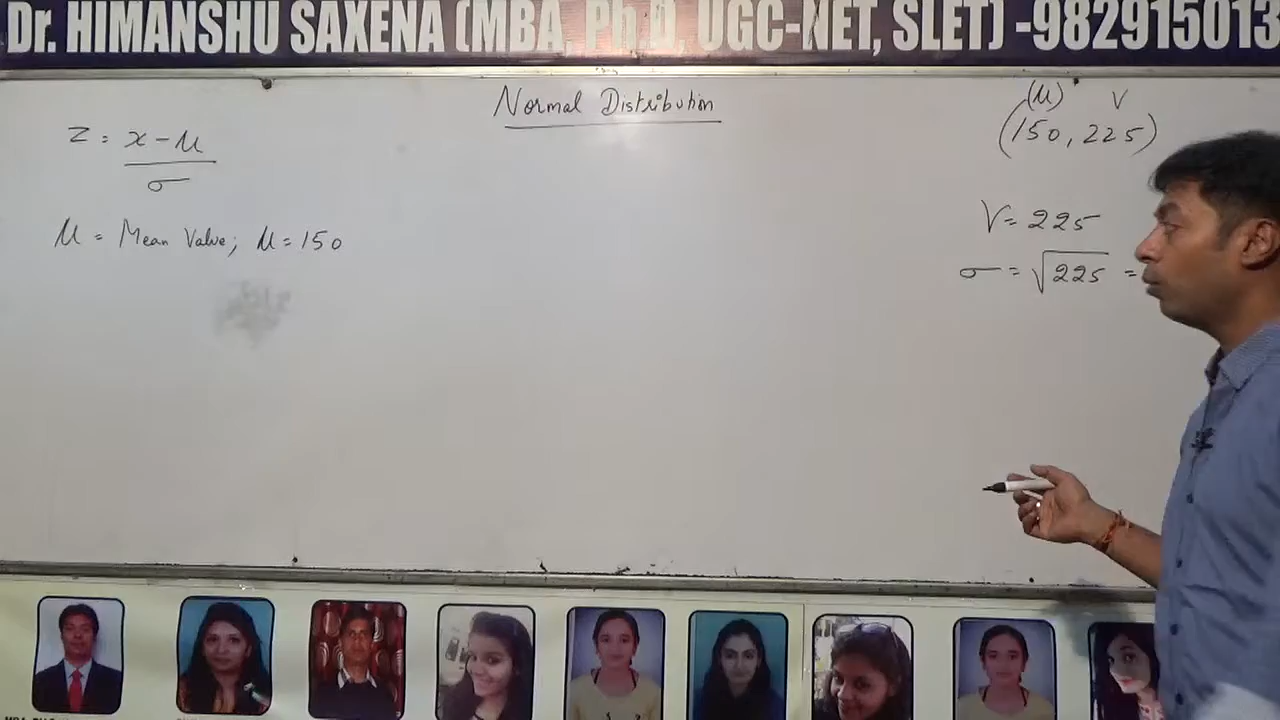 Dr. HIMANSHU SAXENA (MBA, Ph.D, UGC-NET, SLET) -982915013
Normal Distribution
(μ) V
(150, 225)
Z = x - μ
σ
V = 225
μ = Mean Value; μ = 150
σ = √225 =